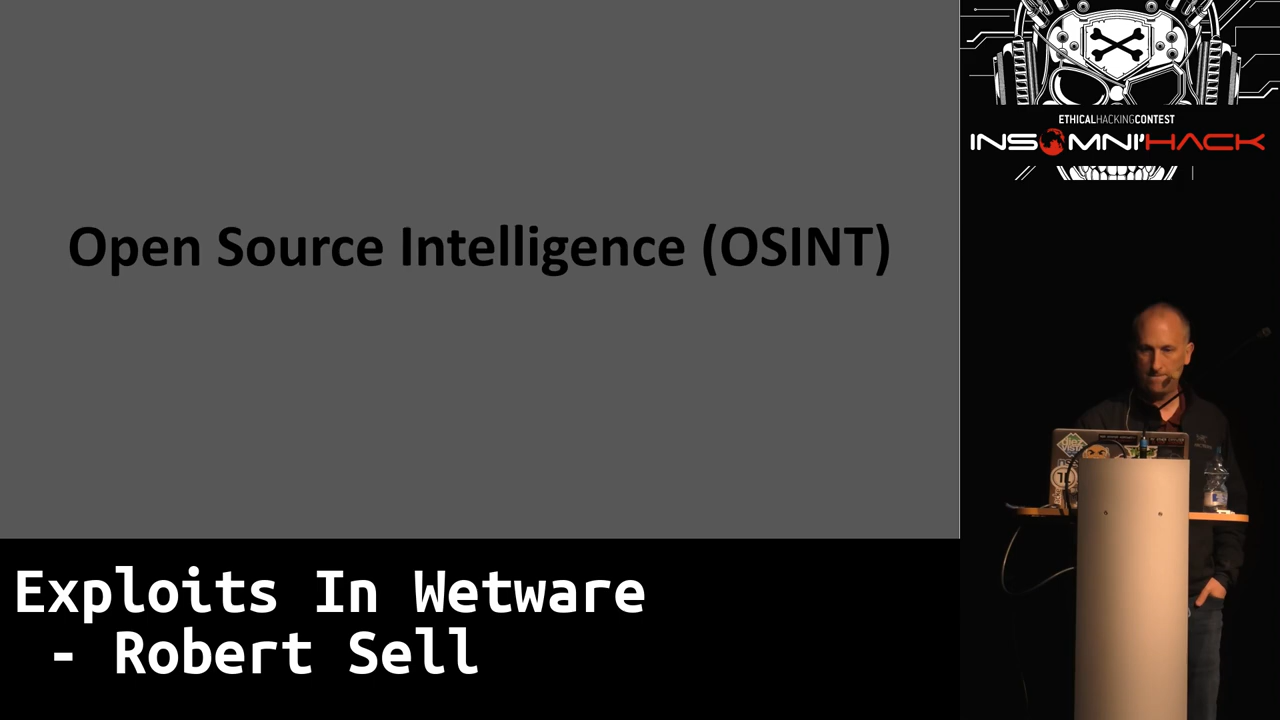 Open Source Intelligence (OSINT)
ETHICALHACKINGCONTEST
INSOMNI'HACK
Exploits In Wetware
- Robert Sell